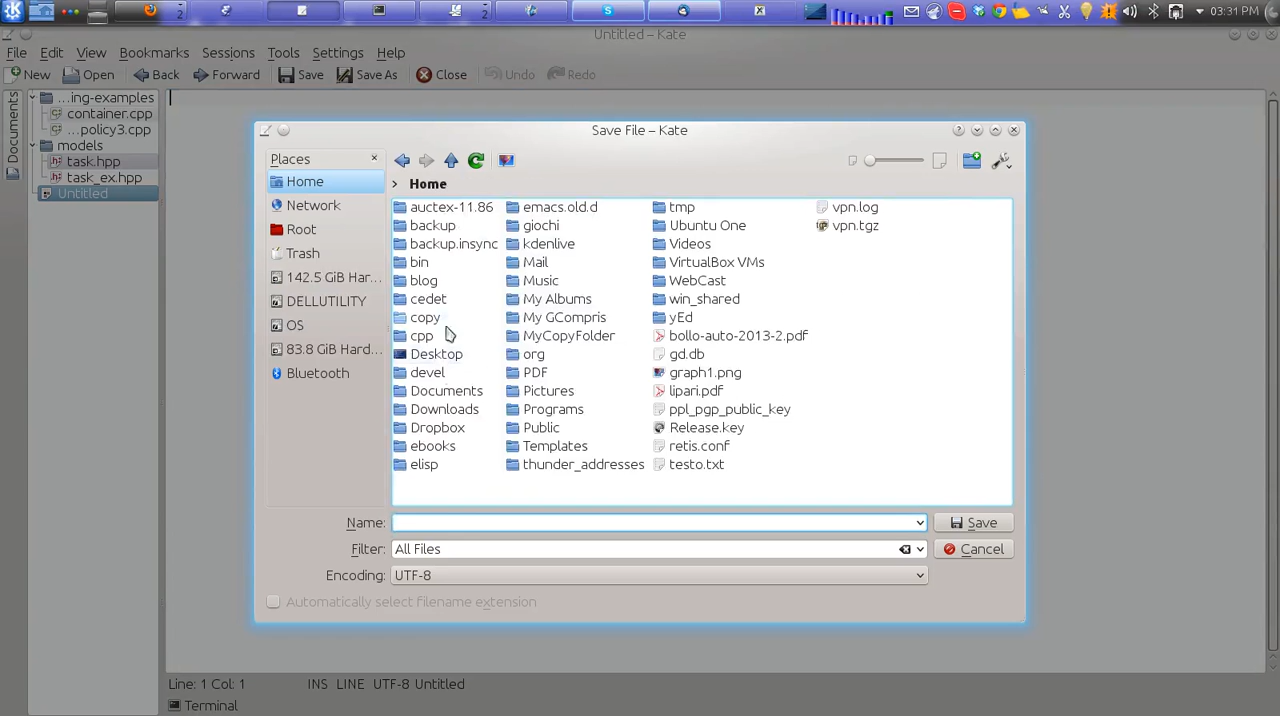 2
2
2
03:31 PM
Untitled – Kate
File Edit View Bookmarks Sessions Tools Settings Help
New Open Back Forward Save Save As Close Undo Redo
Documents
...ing-examples
container.cpp
...policy3.cpp
models
task.hpp
task_ex.hpp
Untitled
Save File – Kate
Places
Home
Network
Root
Trash
142.5 GiB Har...
DELLUTILITY
OS
83.8 GiB Hard...
Bluetooth
> Home
auctex-11.86
backup
backup.insync
bin
blog
cedet
copy
cpp
Desktop
devel
Documents
Downloads
Dropbox
ebooks
elisp
emacs.old.d
giochi
kdenlive
Mail
Music
My Albums
My GCompris
MyCopyFolder
org
PDF
Pictures
Programs
Public
Templates
thunder_addresses
tmp
Ubuntu One
Videos
VirtualBox VMs
WebCast
win_shared
yEd
bollo-auto-2013-2.pdf
gd.db
graph1.png
lipari.pdf
ppl_pgp_public_key
Release.key
retis.conf
testo.txt
vpn.log
vpn.tgz
Name: Save
Filter: All Files Cancel
Encoding: UTF-8
Automatically select filename extension
Line: 1 Col: 1 INS LINE UTF-8 Untitled
Terminal